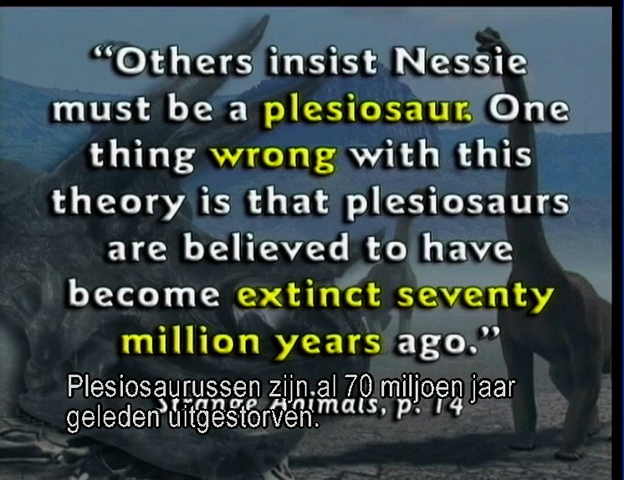 “Others insist Nessie
must be a plesiosaur. One
thing wrong with this
theory is that plesiosaurs
are believed to have
become extinct seventy
million years ago.”
Plesiosaurussen zijn al 70 miljoen jaar
geleden uitgestorven.
Strange Animals, p. 14